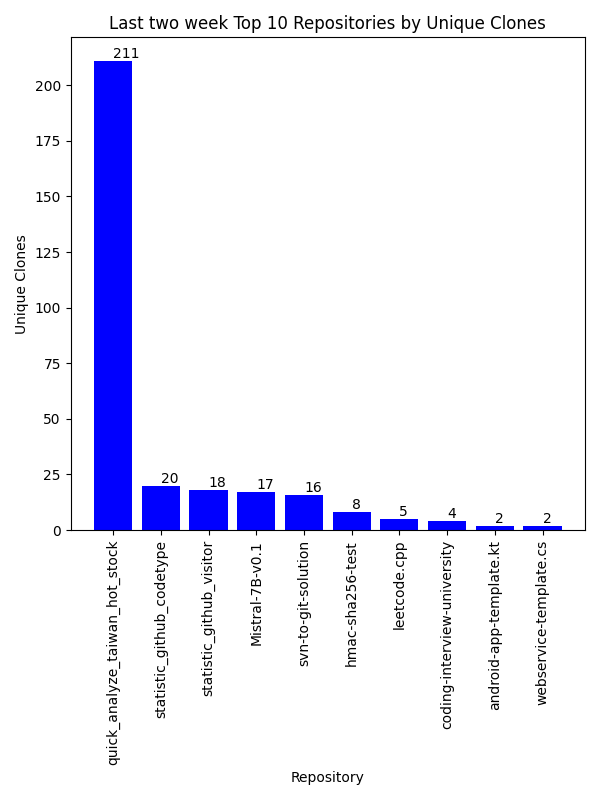 Last two week Top 10 Repositories by Unique Clones
211
20
18
17
16
8
5
4
2
2
200
175
150
125
100
75
50
25
0
Unique Clones
quick_analyze_taiwan_hot_stock
statistic_github_codetype
statistic_github_visitor
Mistral-7B-v0.1
svn-to-git-solution
hmac-sha256-test
leetcode.cpp
coding-interview-university
android-app-template.kt
webservice-template.cs
Repository